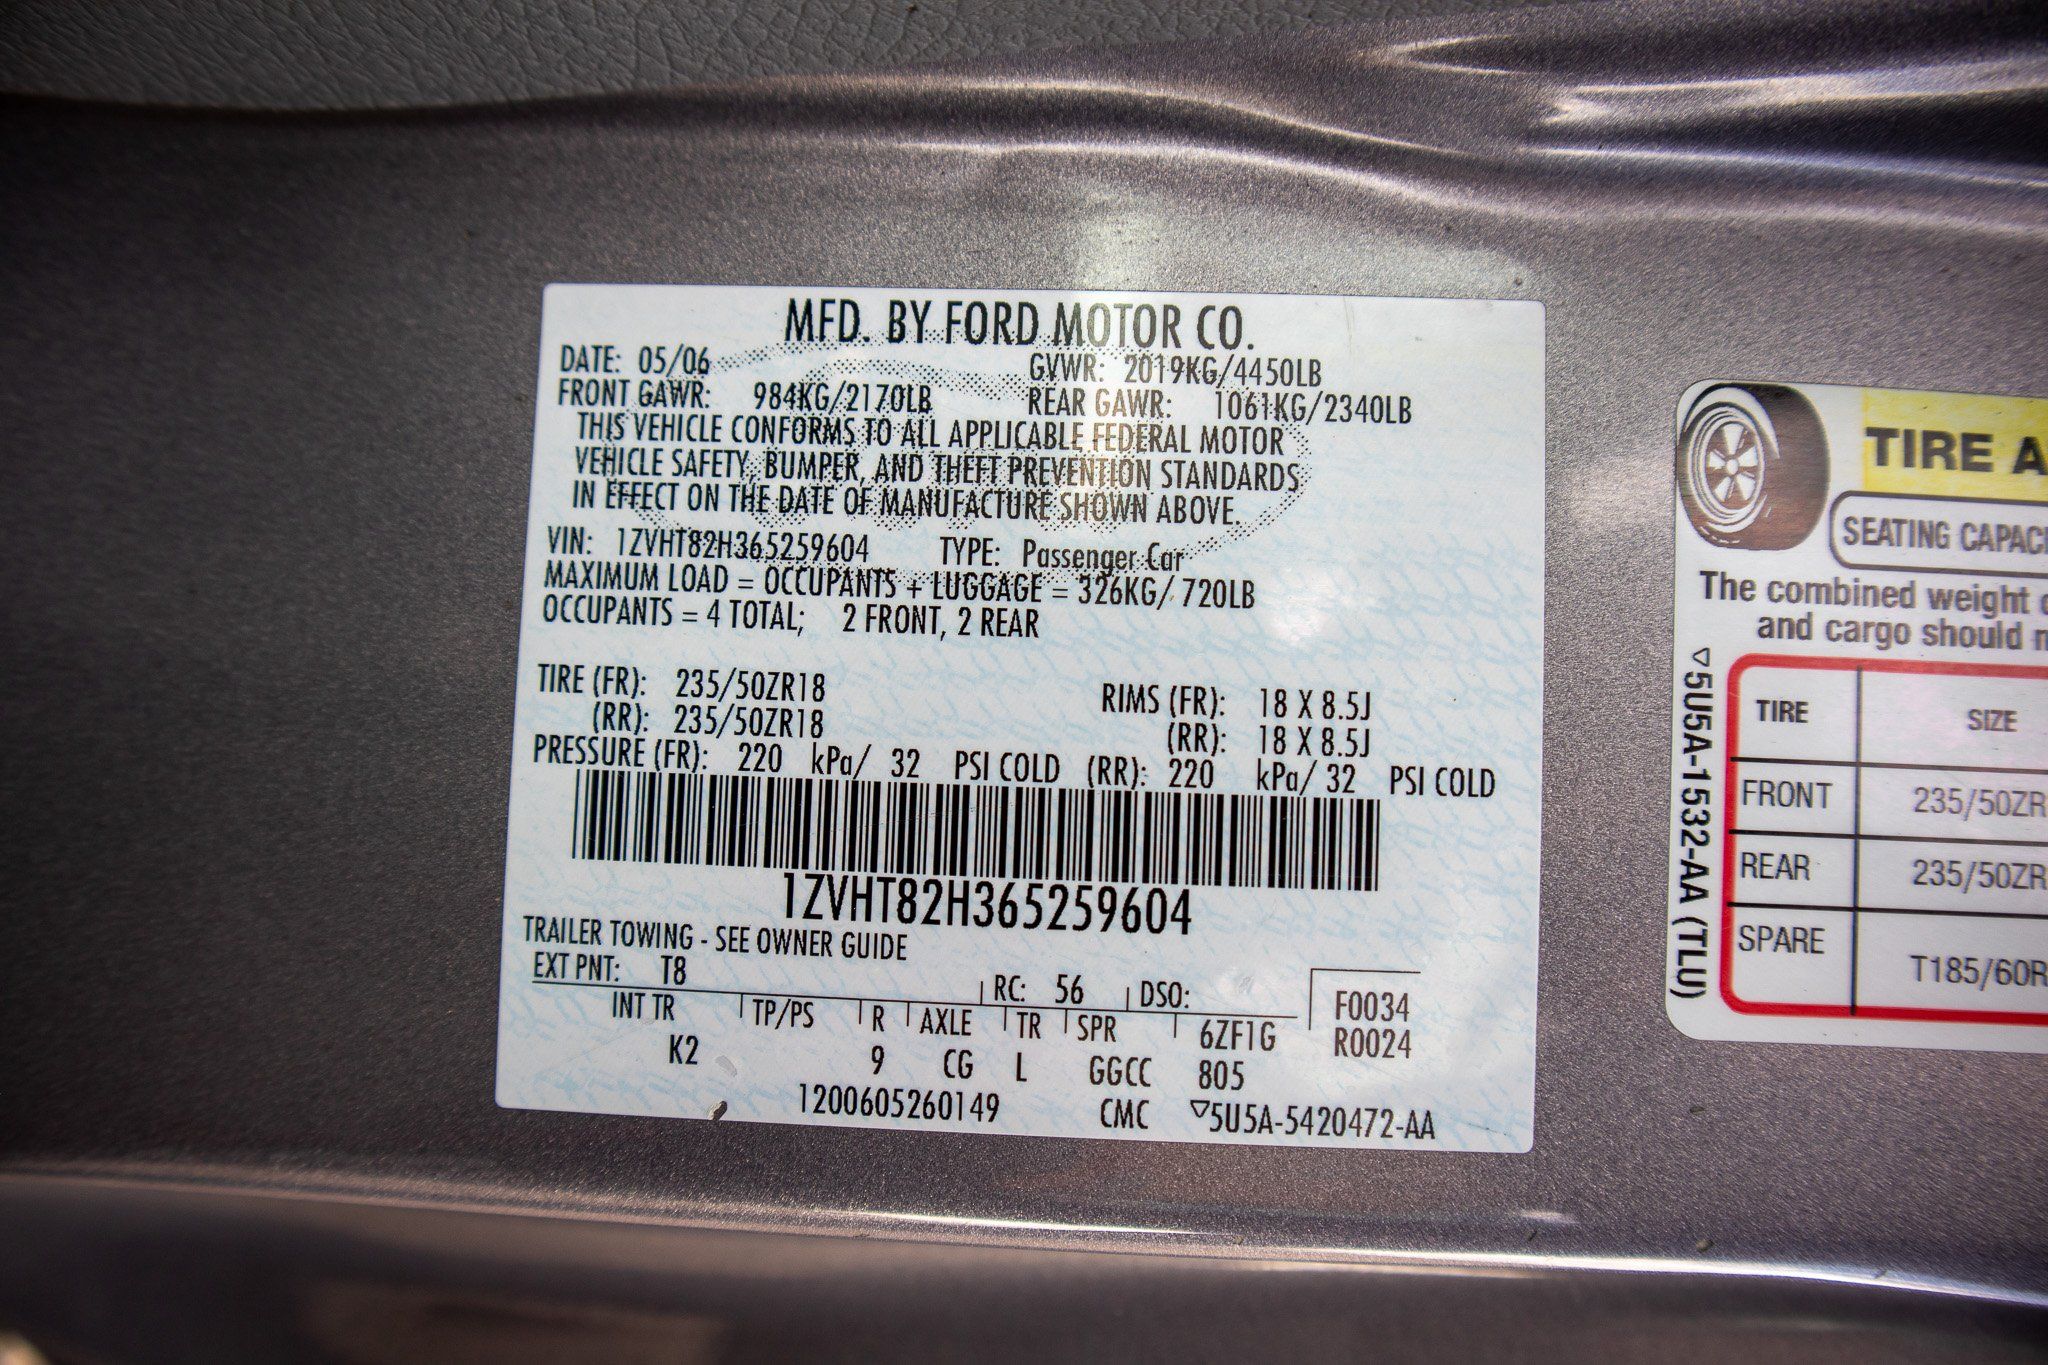 MFD. BY FORD MOTOR CO.
DATE: 05/06 GVWR: 2019KG/4450LB
FRONT GAWR: 984KG/2170LB REAR GAWR: 1061KG/2340LB
THIS VEHICLE CONFORMS TO ALL APPLICABLE FEDERAL MOTOR
VEHICLE SAFETY, BUMPER, AND THEFT PREVENTION STANDARDS
IN EFFECT ON THE DATE OF MANUFACTURE SHOWN ABOVE.
VIN: 1ZVHT82H365259604 TYPE: Passenger Car
MAXIMUM LOAD = OCCUPANTS + LUGGAGE = 326KG/ 720LB
OCCUPANTS = 4 TOTAL; 2 FRONT, 2 REAR
TIRE (FR): 235/50ZR18 RIMS (FR): 18 X 8.5J
(RR): 235/50ZR18 (RR): 18 X 8.5J
PRESSURE (FR): 220 kPa/ 32 PSI COLD (RR): 220 kPa/ 32 PSI COLD
1ZVHT82H365259604
TRAILER TOWING - SEE OWNER GUIDE
EXT PNT: T8 RC: 56 DSO: F0034
INT TR TP/PS R AXLE TR SPR 6ZF1G R0024
K2 9 CG L GGCC 805
1200605260149 CMC ▽5U5A-5420472-AA
TIRE A
SEATING CAPAC
The combined weight
and cargo should
▽5U5A-1532-AA (TLU)
TIRE SIZE
FRONT 235/50ZR
REAR 235/50ZR
SPARE T185/60R